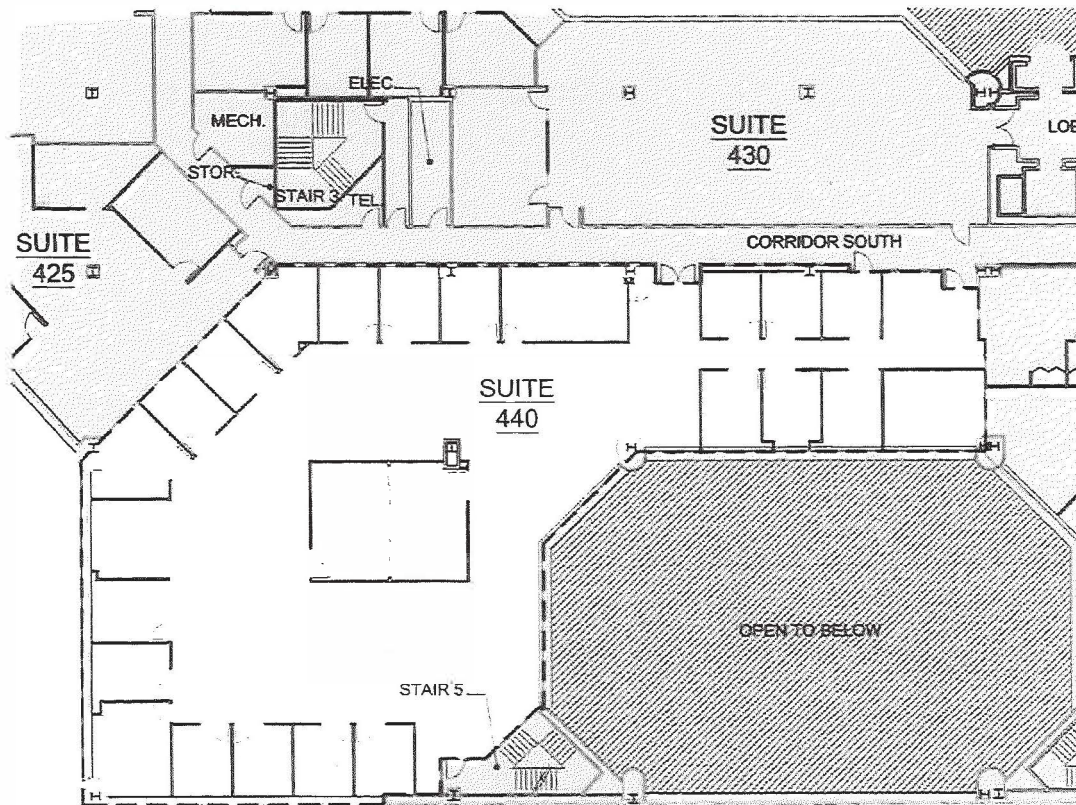 ELEC.
MECH.
SUITE
430
STOR.
STAIR 3
TEL.
SUITE
425
CORRIDOR SOUTH
SUITE
440
OPEN TO BELOW
STAIR 5